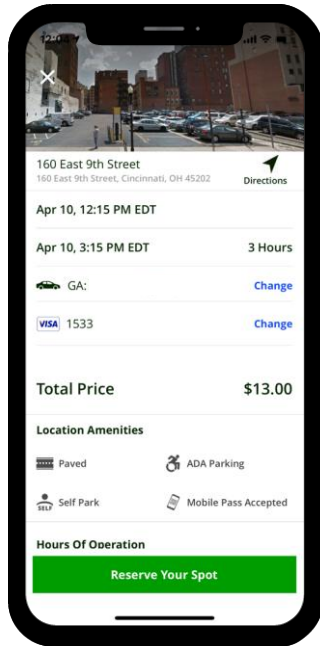 160 East 9th Street
160 East 9th Street, Cincinnati, OH 45202
Directions
Apr 10, 12:15 PM EDT
Apr 10, 3:15 PM EDT 3 Hours
GA: Change
VISA 1533 Change
Total Price $13.00
Location Amenities
Paved ADA Parking
SELF Self Park Mobile Pass Accepted
Hours Of Operation
Reserve Your Spot